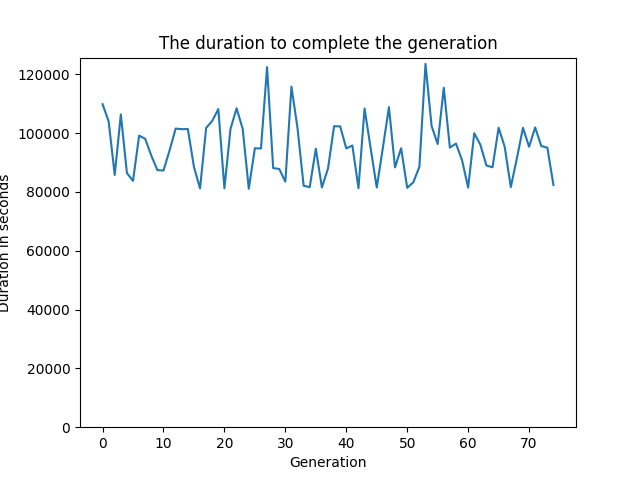 The duration to complete the generation
Duration in seconds
120000
100000
80000
60000
40000
20000
0
0 10 20 30 40 50 60 70
Generation